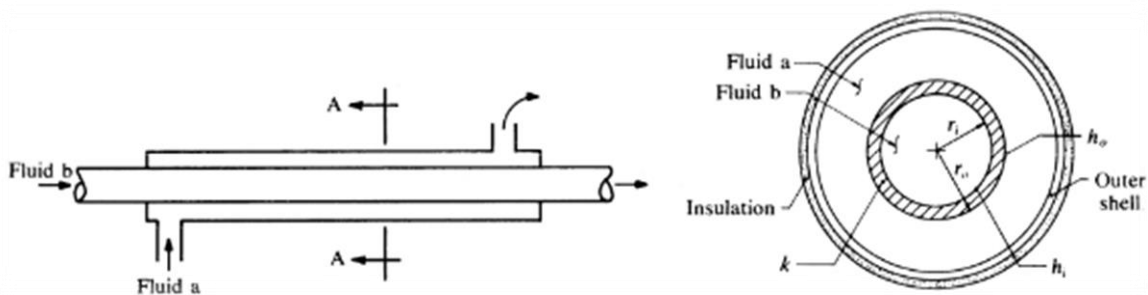 A
Fluid b
A
Fluid a
Fluid a
Fluid b
r_i
h_o
r_o
Outer
shell
Insulation
k
h_i